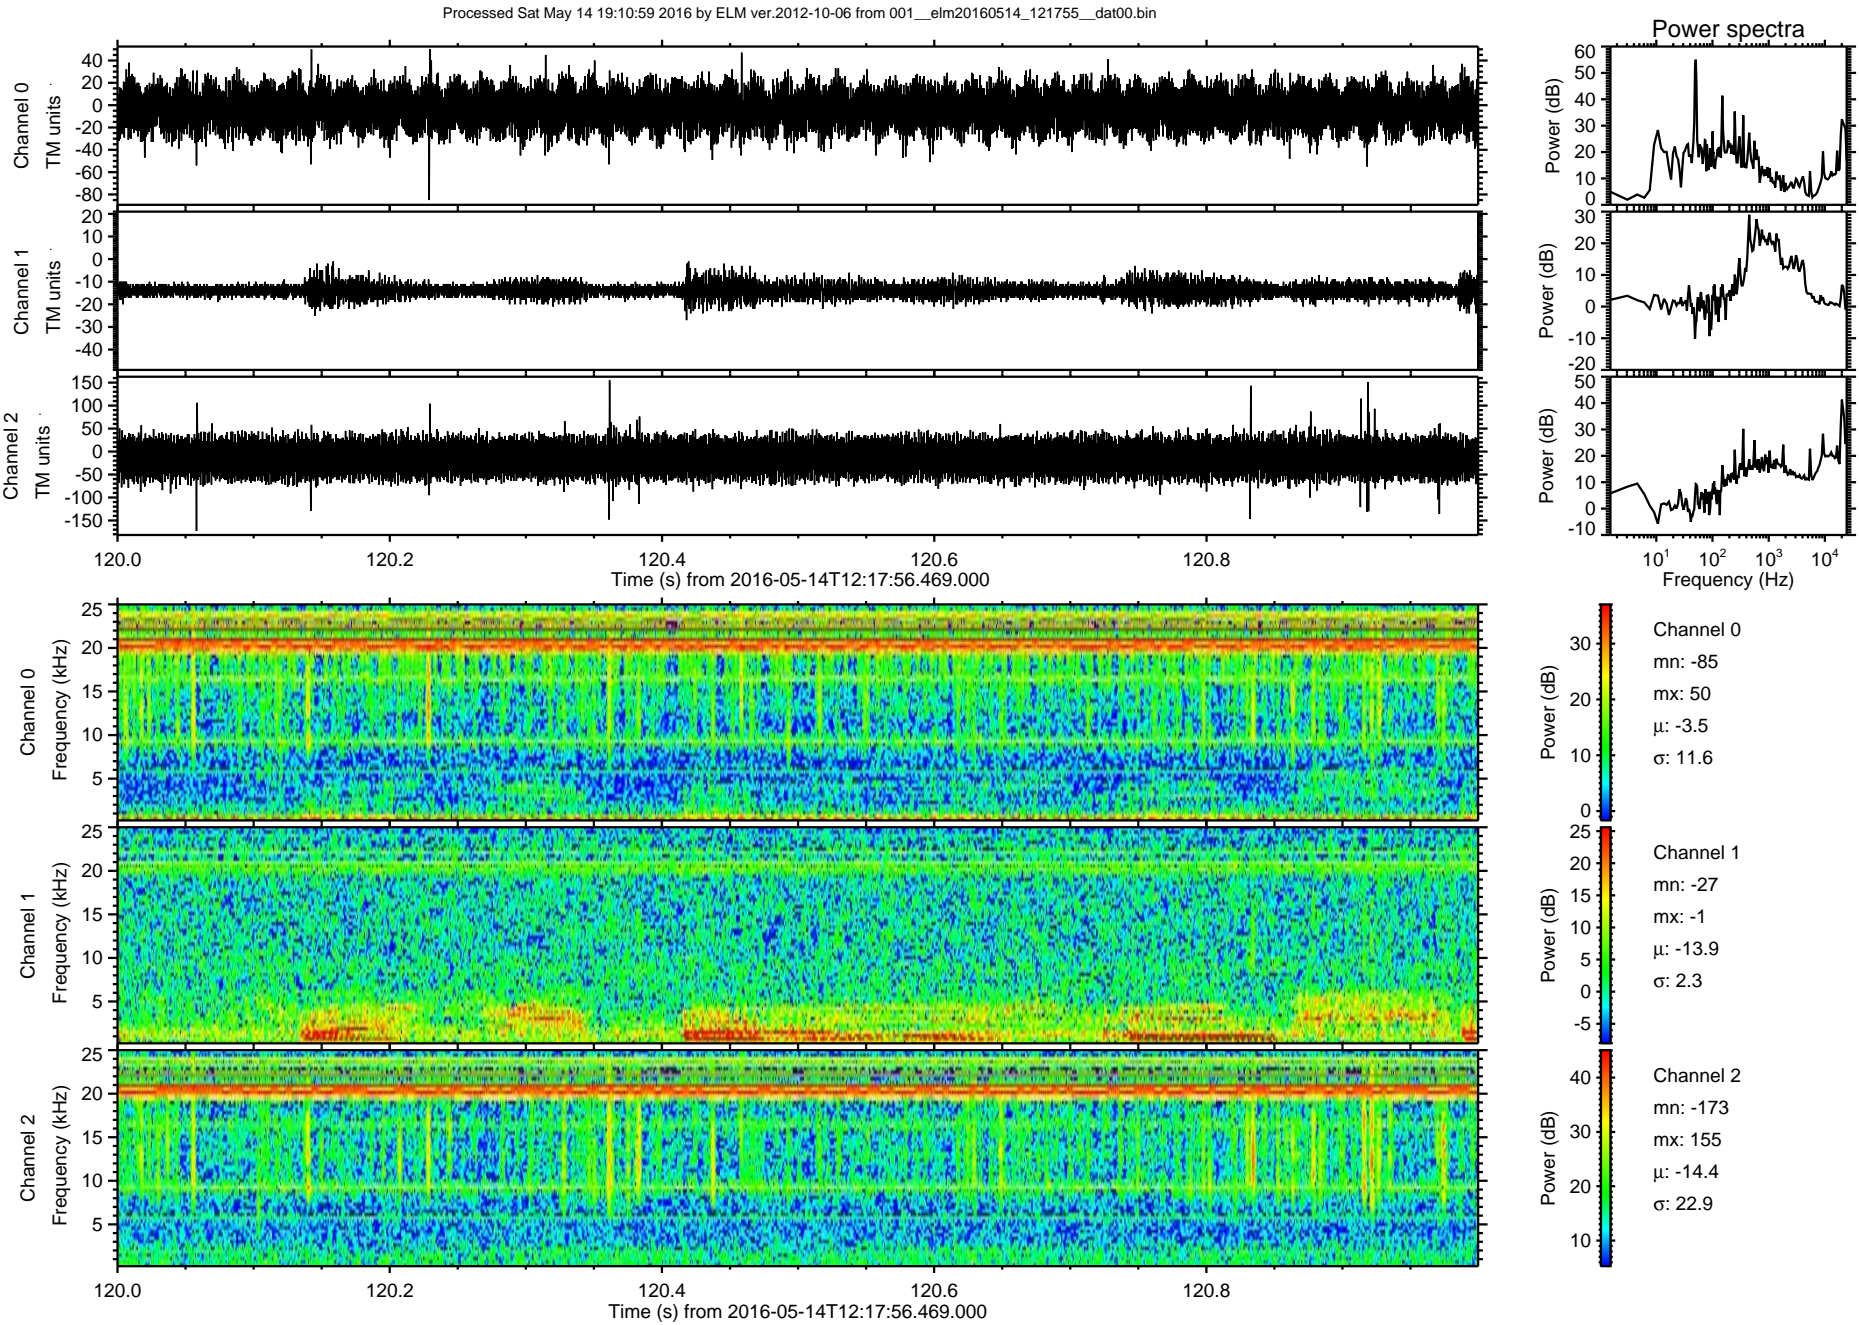 Processed Sat May 14 19:10:59 2016 by ELM ver.2012-10-06 from 001__elm20160514_121755__dat00.bin
Power spectra
Channel 0
TM units
40
20
0
-20
-40
-60
-80
Power (dB)
60
50
40
30
20
10
0
Channel 1
TM units
20
10
0
-10
-20
-30
-40
Power (dB)
30
20
10
0
-10
-20
Channel 2
TM units
150
100
50
0
-50
-100
-150
Power (dB)
50
40
30
20
10
0
-10
120.0 120.2 120.4 120.6 120.8
Time (s) from 2016-05-14T12:17:56.469.000
10^1 10^2 10^3 10^4
Frequency (Hz)
Channel 0
Frequency (kHz)
25
20
15
10
5
Power (dB)
30
20
10
0
Channel 0
mn: -85
mx: 50
μ: -3.5
σ: 11.6
Channel 1
Frequency (kHz)
25
20
15
10
5
Power (dB)
25
20
15
10
5
0
-5
Channel 1
mn: -27
mx: -1
μ: -13.9
σ: 2.3
Channel 2
Frequency (kHz)
25
20
15
10
5
Power (dB)
40
30
20
10
Channel 2
mn: -173
mx: 155
μ: -14.4
σ: 22.9
120.0 120.2 120.4 120.6 120.8
Time (s) from 2016-05-14T12:17:56.469.000